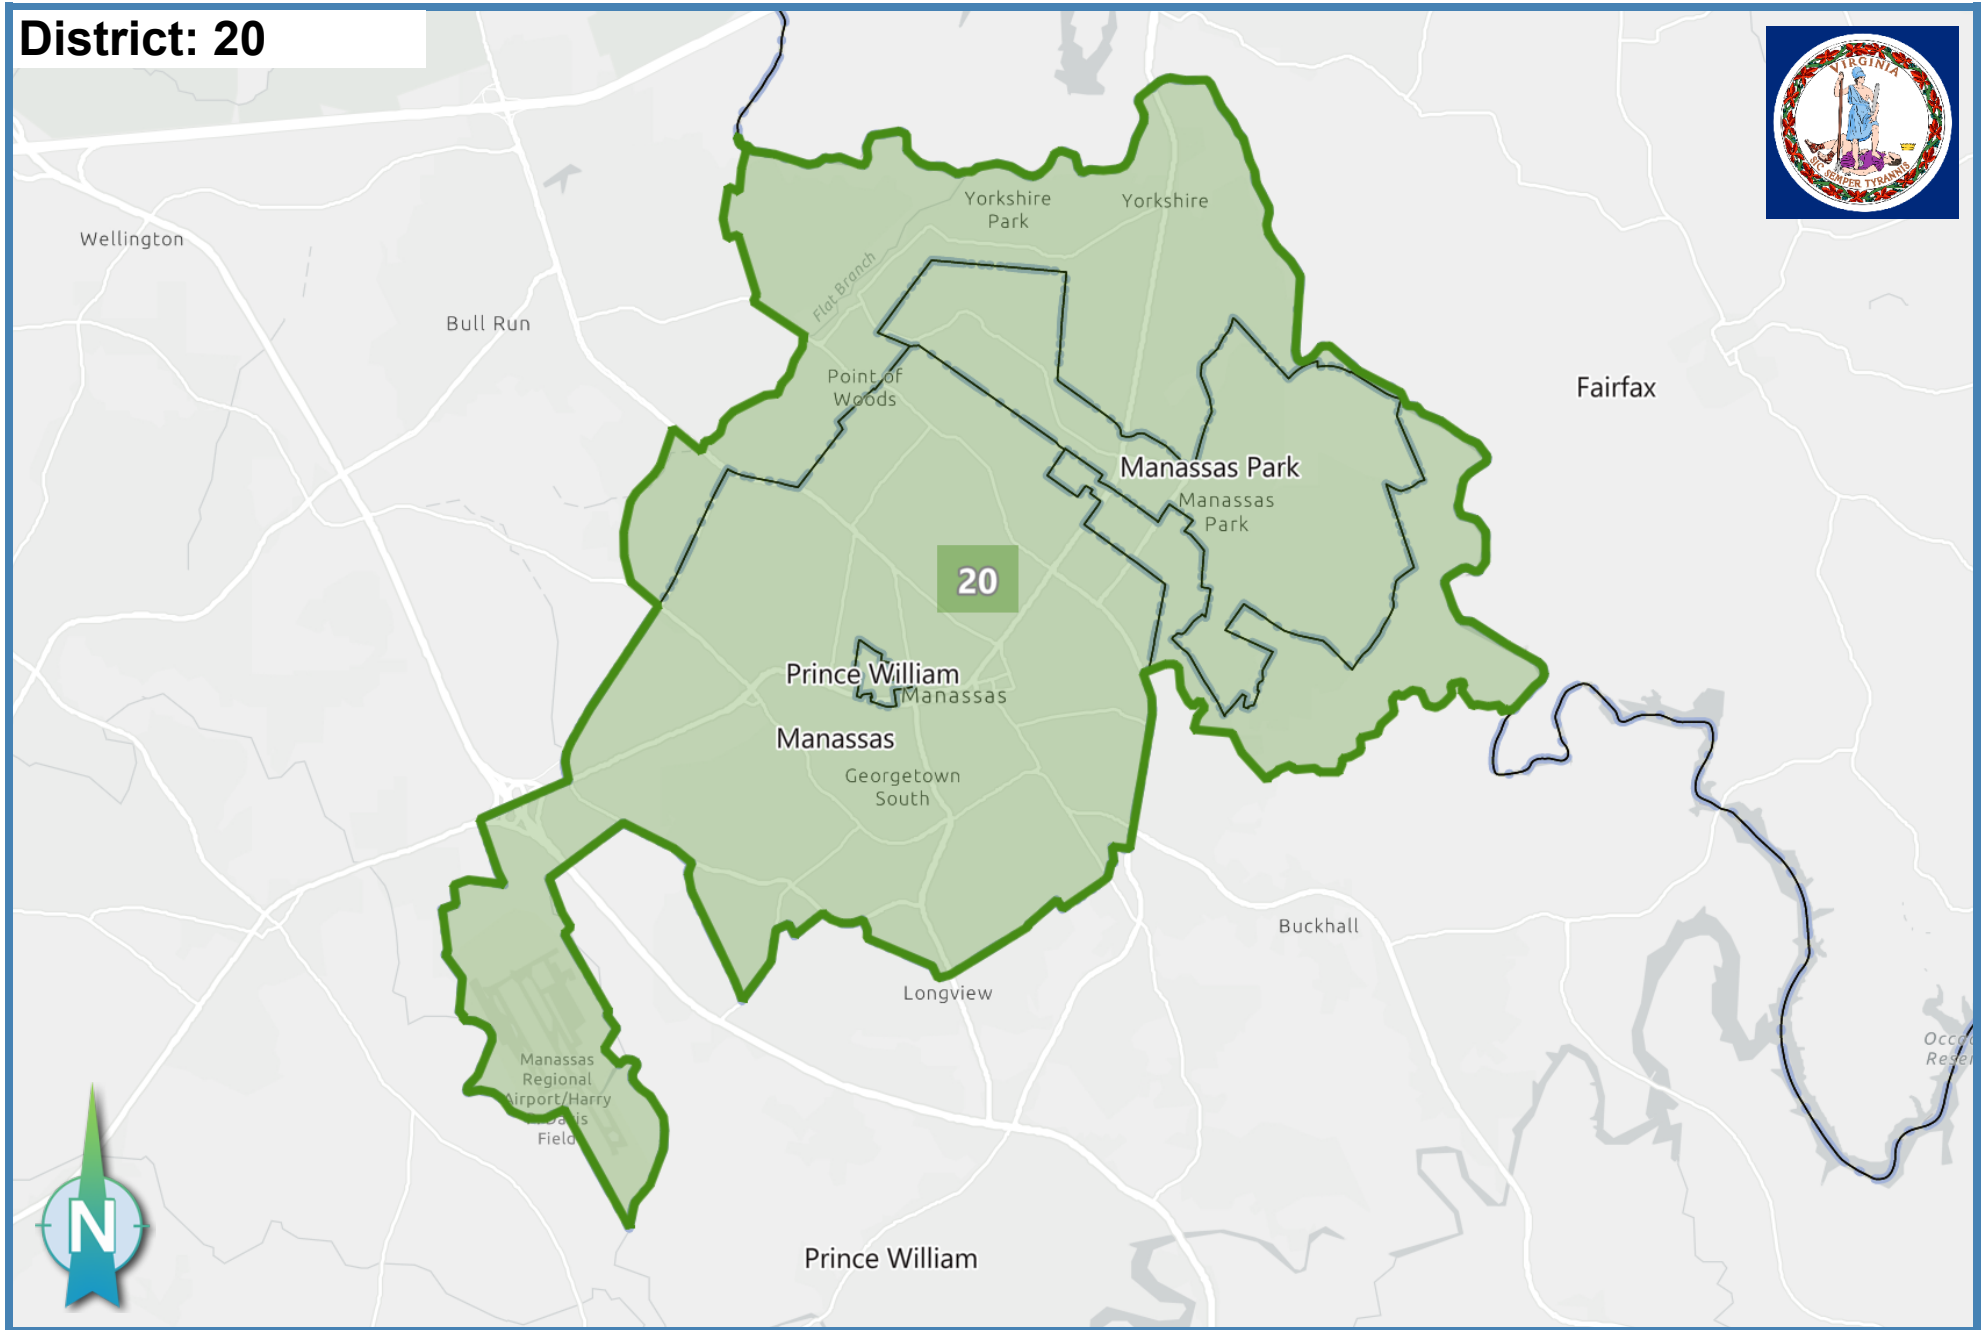 District: 20
VIRGINIA
SIC SEMPER TYRANNIS
Yorkshire
Park
Yorkshire
Wellington
Flat Branch
Bull Run
Point of
Woods
Fairfax
Manassas Park
Manassas
Park
20
Prince William
Manassas
Manassas
Georgetown
South
Buckhall
Longview
Manassas
Regional
Airport/Harry
Field
N
Prince William